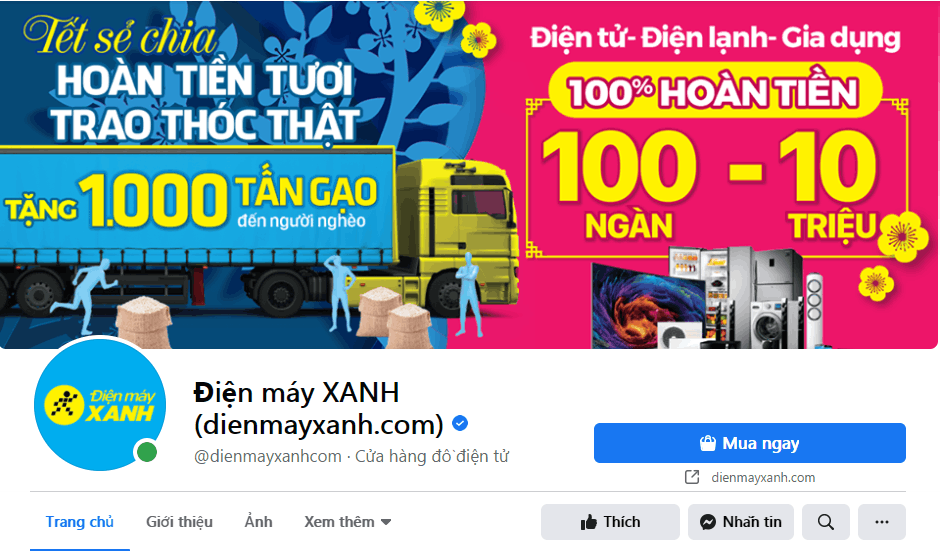 Tết sẻ chia
HOÀN TIỀN TƯƠI
TRAO THÓC THẬT
TẶNG 1.000 TẤN GẠO
đến người nghèo
Điện tử- Điện lạnh- Gia dụng
100% HOÀN TIỀN
100 - 10
NGÀN TRIỆU
Điện máy
XANH
Điện máy XANH
(dienmayxanh.com)
@dienmayxanhcom · Cửa hàng đồ điện tử
Mua ngay
dienmayxanh.com
Trang chủ Giới thiệu Ảnh Xem thêm
Thích Nhắn tin